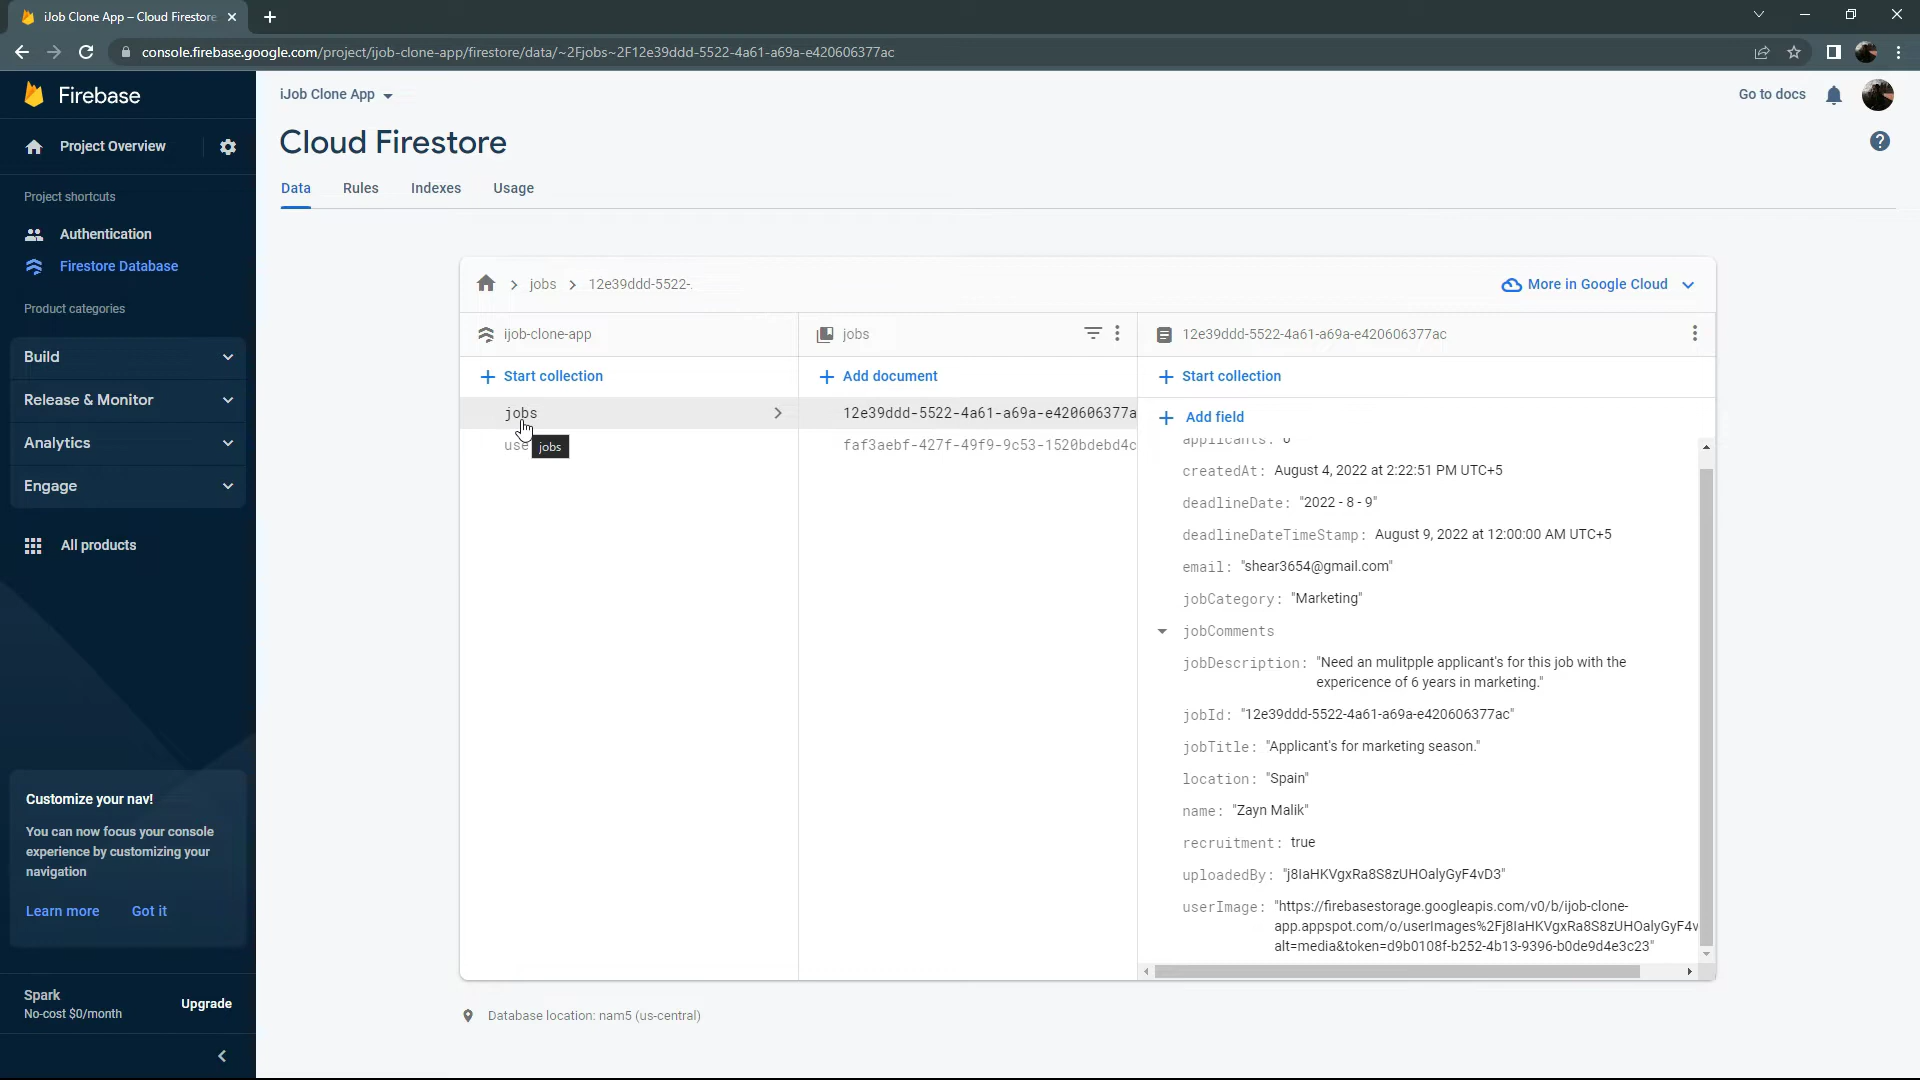 iJob Clone App – Cloud Firestore
console.firebase.google.com/project/ijob-clone-app/firestore/data/~2Fjobs~2F12e39ddd-5522-4a61-a69a-e420606377ac
Firebase
iJob Clone App
Go to docs
Project Overview
Cloud Firestore
Data
Rules
Indexes
Usage
Project shortcuts
Authentication
Firestore Database
Product categories
Build
Release & Monitor
Analytics
Engage
All products
Customize your nav!
You can now focus your console
experience by customizing your
navigation
Learn more
Got it
Spark
No-cost $0/month
Upgrade
jobs
12e39ddd-5522-
More in Google Cloud
ijob-clone-app
Start collection
jobs
use
jobs
jobs
Add document
12e39ddd-5522-4a61-a69a-e420606377a
faf3aebf-427f-49f9-9c53-1520bdebd4c
12e39ddd-5522-4a61-a69a-e420606377ac
Start collection
Add field
applicants: 0
createdAt: August 4, 2022 at 2:22:51 PM UTC+5
deadlineDate: "2022 - 8 - 9"
deadlineDateTimeStamp: August 9, 2022 at 12:00:00 AM UTC+5
email: "shear3654@gmail.com"
jobCategory: "Marketing"
jobComments
jobDescription: "Need an mulitpple applicant's for this job with the
expericence of 6 years in marketing."
jobId: "12e39ddd-5522-4a61-a69a-e420606377ac"
jobTitle: "Applicant's for marketing season."
location: "Spain"
name: "Zayn Malik"
recruitment: true
uploadedBy: "j8IaHKVgxRa8S8zUHOalyGyF4vD3"
userImage: "https://firebasestorage.googleapis.com/v0/b/ijob-clone-
app.appspot.com/o/userImages%2Fj8IaHKVgxRa8S8zUHOalyGyF4v
alt=media&token=d9b0108f-b252-4b13-9396-b0de9d4e3c23"
Database location: nam5 (us-central)